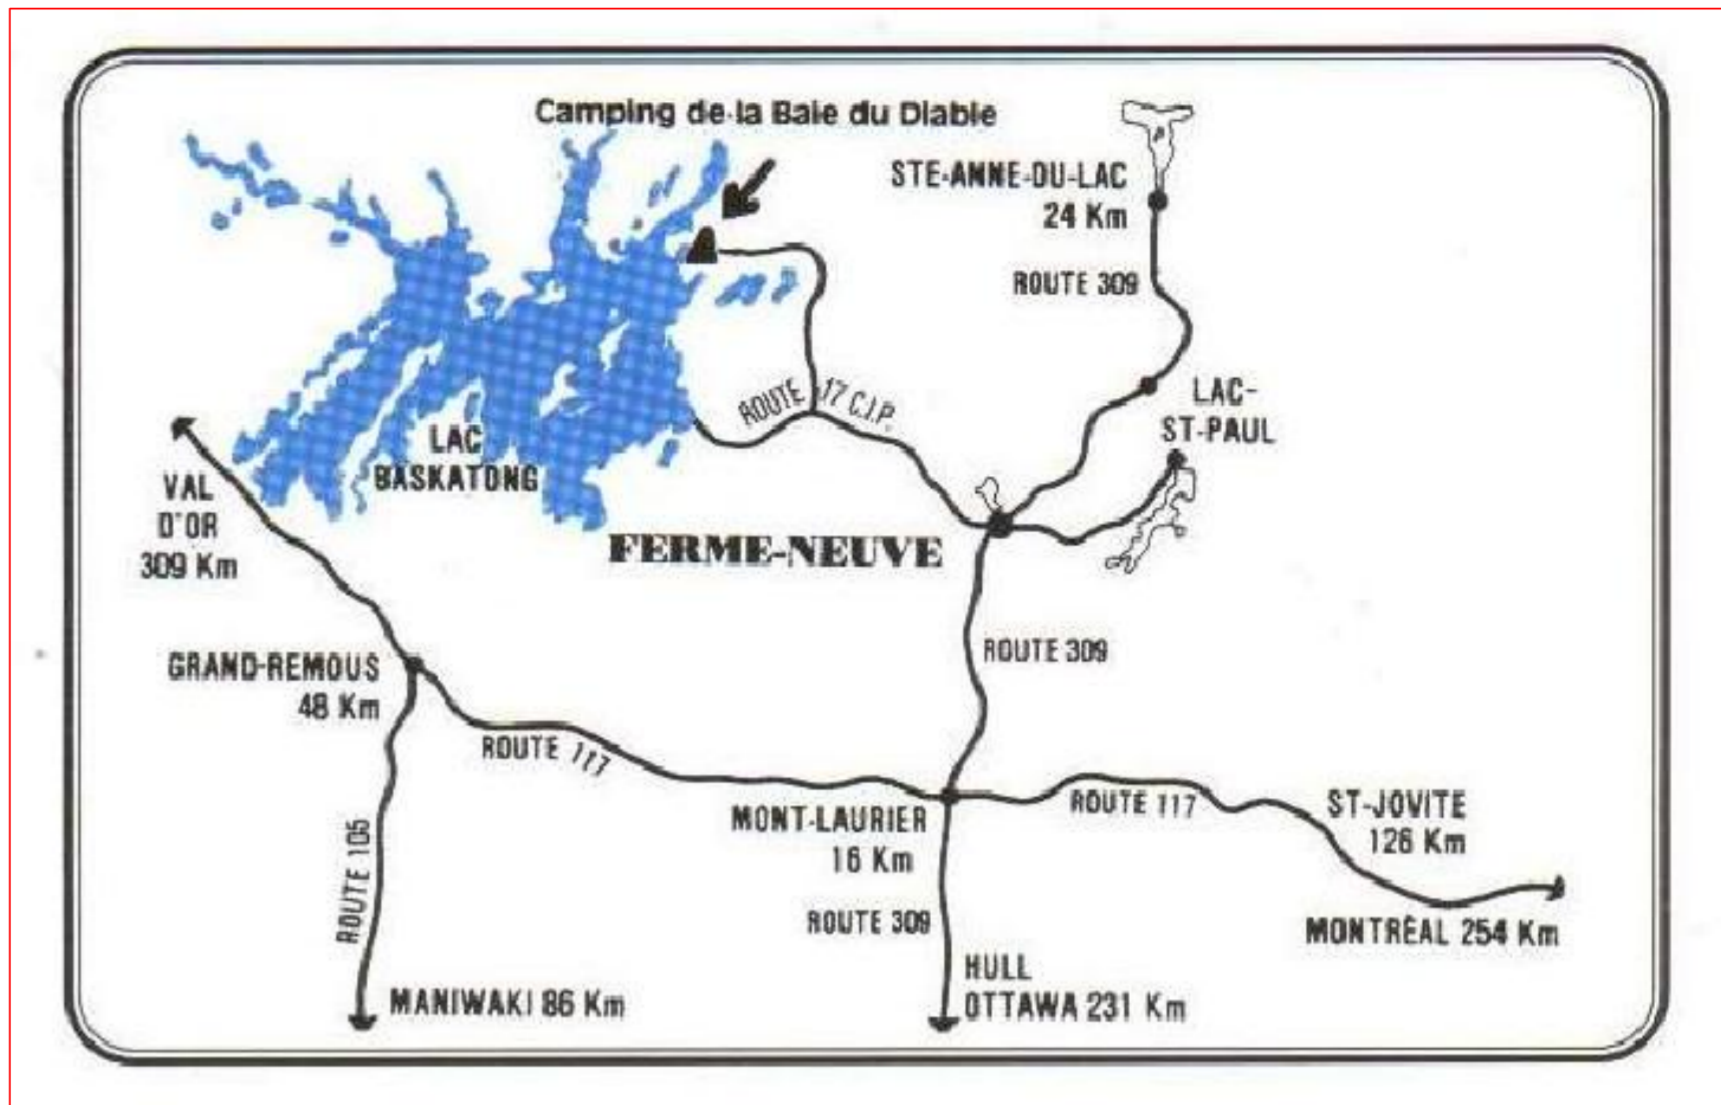 Camping de la Baie du Diable
STE-ANNE-DU-LAC
24 Km
ROUTE 309
LAC-
ST-PAUL
ROUTE 17 C.I.P.
LAC
BASKATONG
VAL
D'OR
309 Km
FERME-NEUVE
ROUTE 309
GRAND-REMOUS
48 Km
ROUTE 117
MONT-LAURIER
16 Km
ROUTE 117
ST-JOVITE
126 Km
ROUTE 105
ROUTE 309
MONTRÉAL 254 Km
HULL
OTTAWA 231 Km
MANIWAKI 86 Km